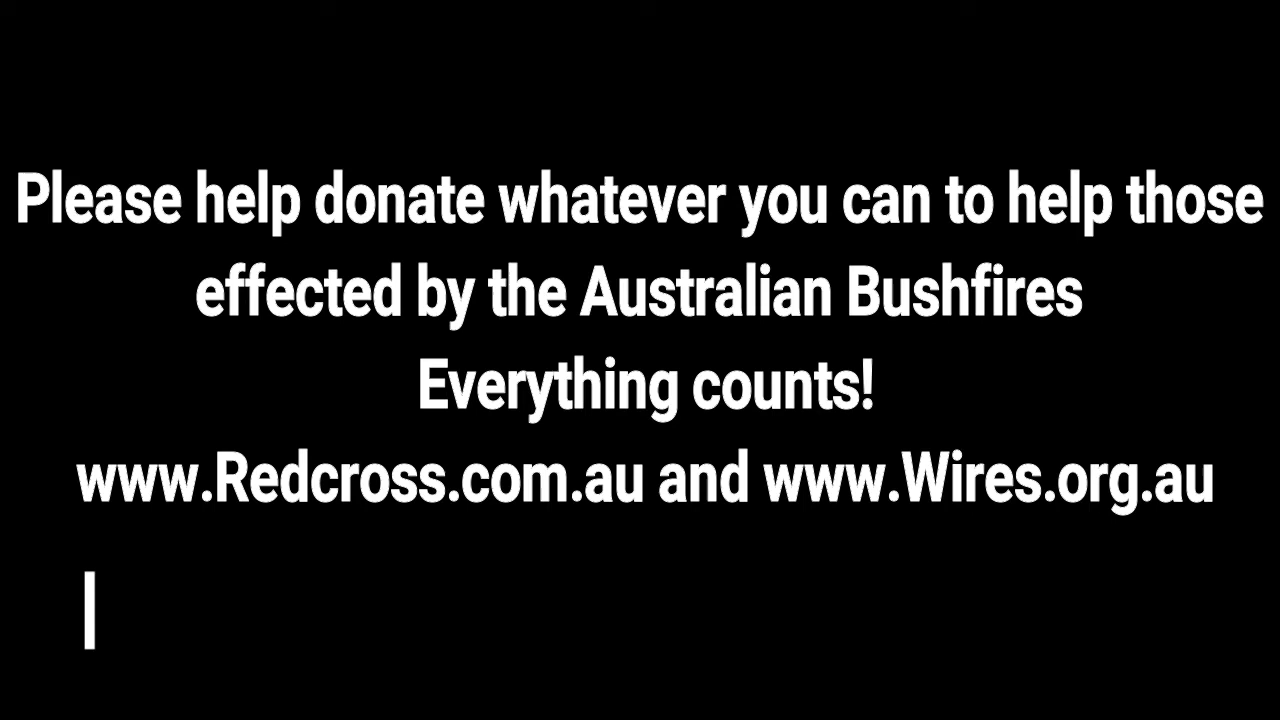 Please help donate whatever you can to help those
effected by the Australian Bushfires
Everything counts!
www.Redcross.com.au and www.Wires.org.au